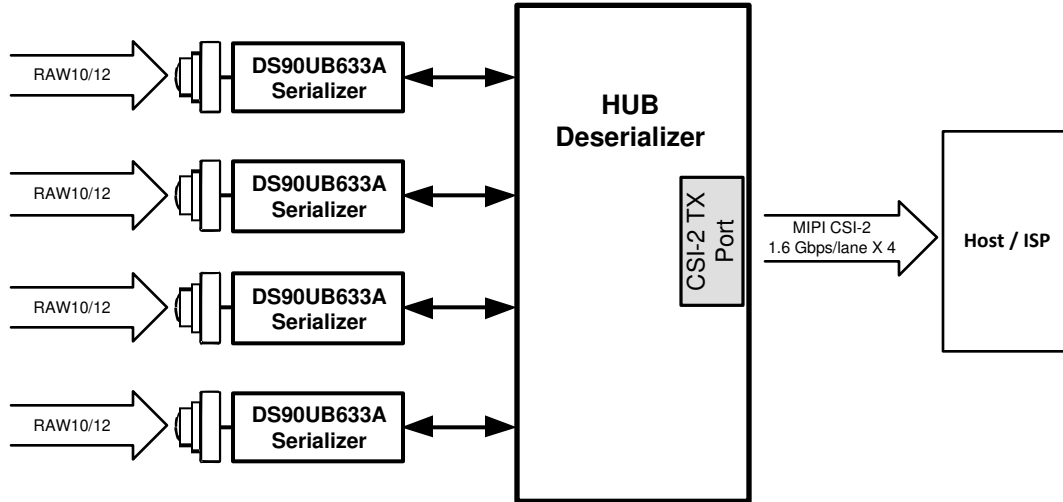 RAW10/12
DS90UB633A
Serializer
RAW10/12
DS90UB633A
Serializer
RAW10/12
DS90UB633A
Serializer
RAW10/12
DS90UB633A
Serializer
HUB
Deserializer
CSI-2 TX
Port
MIPI CSI-2
1.6 Gbps/lane X 4
Host / ISP